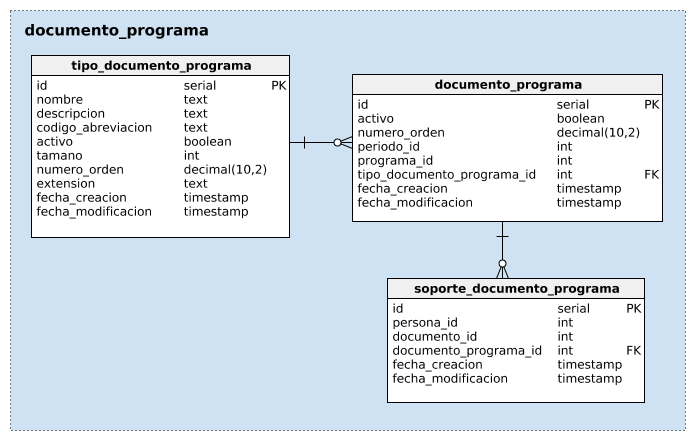 documento_programa
tipo_documento_programa
id serial PK
nombre text
descripcion text
codigo_abreviacion text
activo boolean
tamano int
numero_orden decimal(10,2)
extension text
fecha_creacion timestamp
fecha_modificacion timestamp
documento_programa
id serial PK
activo boolean
numero_orden decimal(10,2)
periodo_id int
programa_id int
tipo_documento_programa_id int FK
fecha_creacion timestamp
fecha_modificacion timestamp
soporte_documento_programa
id serial PK
persona_id int
documento_id int
documento_programa_id int FK
fecha_creacion timestamp
fecha_modificacion timestamp